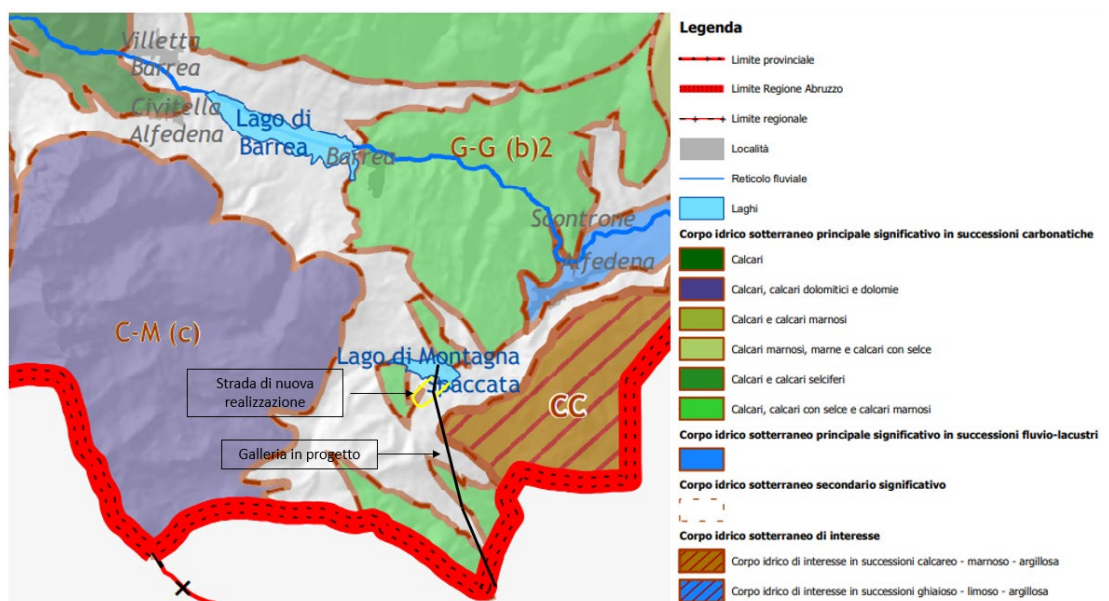 Villetta
Barrea
Civitella
Alfedena
Lago di
Barrea
Barrea
G-G (b)2
Scontrone
Alfedena
C-M (c)
Lago di Montagna
Spaccata
CC
Strada di nuova
realizzazione
Galleria in progetto
Legenda
Limite provinciale
Limite Regione Abruzzo
Limite regionale
Località
Reticolo fluviale
Laghi
Corpo idrico sotterraneo principale significativo in successioni carbonatiche
Calcari
Calcari, calcari dolomitici e dolomie
Calcari e calcari marnosi
Calcari marnosi, marne e calcari con selce
Calcari e calcari selciferi
Calcari, calcari con selce e calcari marnosi
Corpo idrico sotterraneo principale significativo in successioni fluvio-lacustri
Corpo idrico sotterraneo secondario significativo
Corpo idrico sotterraneo di interesse
Corpo idrico di interesse in successioni calcareo - marnoso - argillosa
Corpo idrico di interesse in successioni ghiaioso - limoso - argillosa